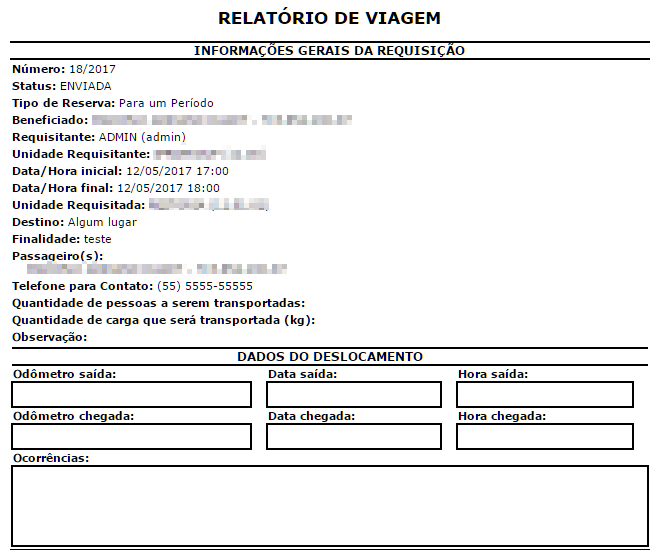 RELATÓRIO DE VIAGEM
INFORMAÇÕES GERAIS DA REQUISIÇÃO
Número: 18/2017
Status: ENVIADA
Tipo de Reserva: Para um Período
Beneficiado:
Requisitante: ADMIN (admin)
Unidade Requisitante:
Data/Hora inicial: 12/05/2017 17:00
Data/Hora final: 12/05/2017 18:00
Unidade Requisitada:
Destino: Algum lugar
Finalidade: teste
Passageiro(s):
Telefone para Contato: (55) 5555-55555
Quantidade de pessoas a serem transportadas:
Quantidade de carga que será transportada (kg):
Observação:
DADOS DO DESLOCAMENTO
Odômetro saída: Data saída: Hora saída:
Odômetro chegada: Data chegada: Hora chegada:
Ocorrências: